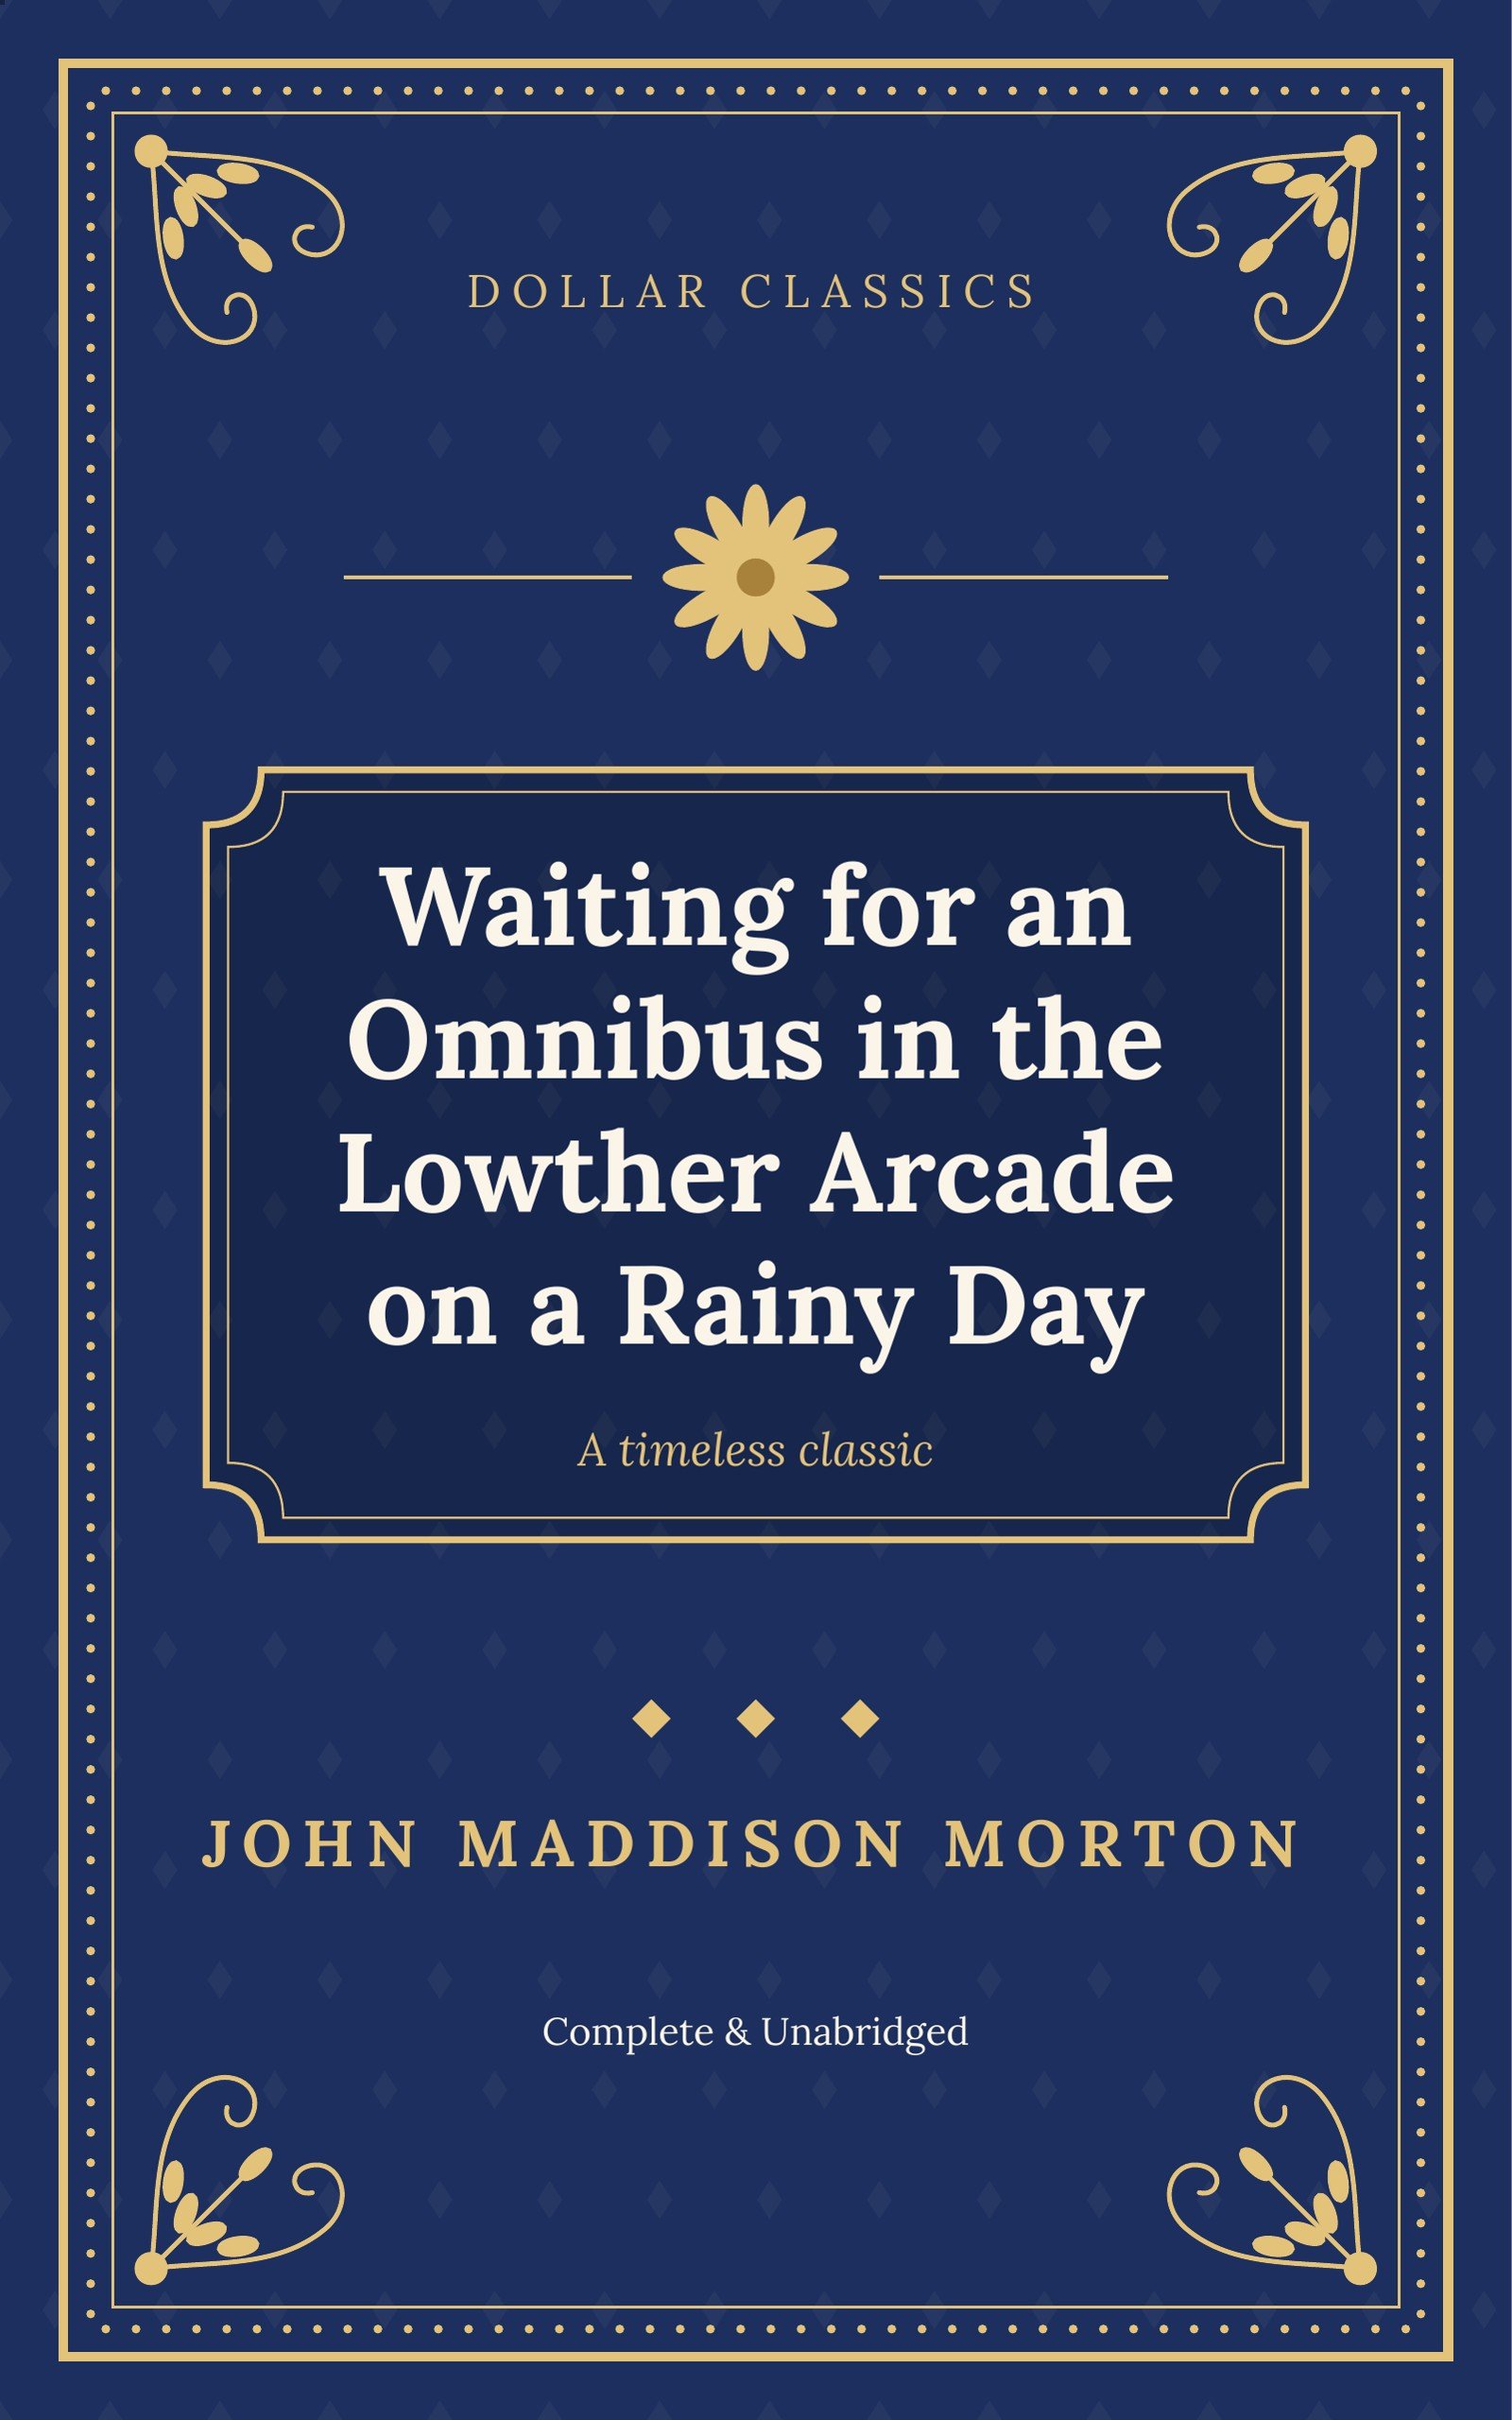 DOLLAR CLASSICS
Waiting for an
Omnibus in the
Lowther Arcade
on a Rainy Day
A timeless classic
JOHN MADDISON MORTON
Complete & Unabridged